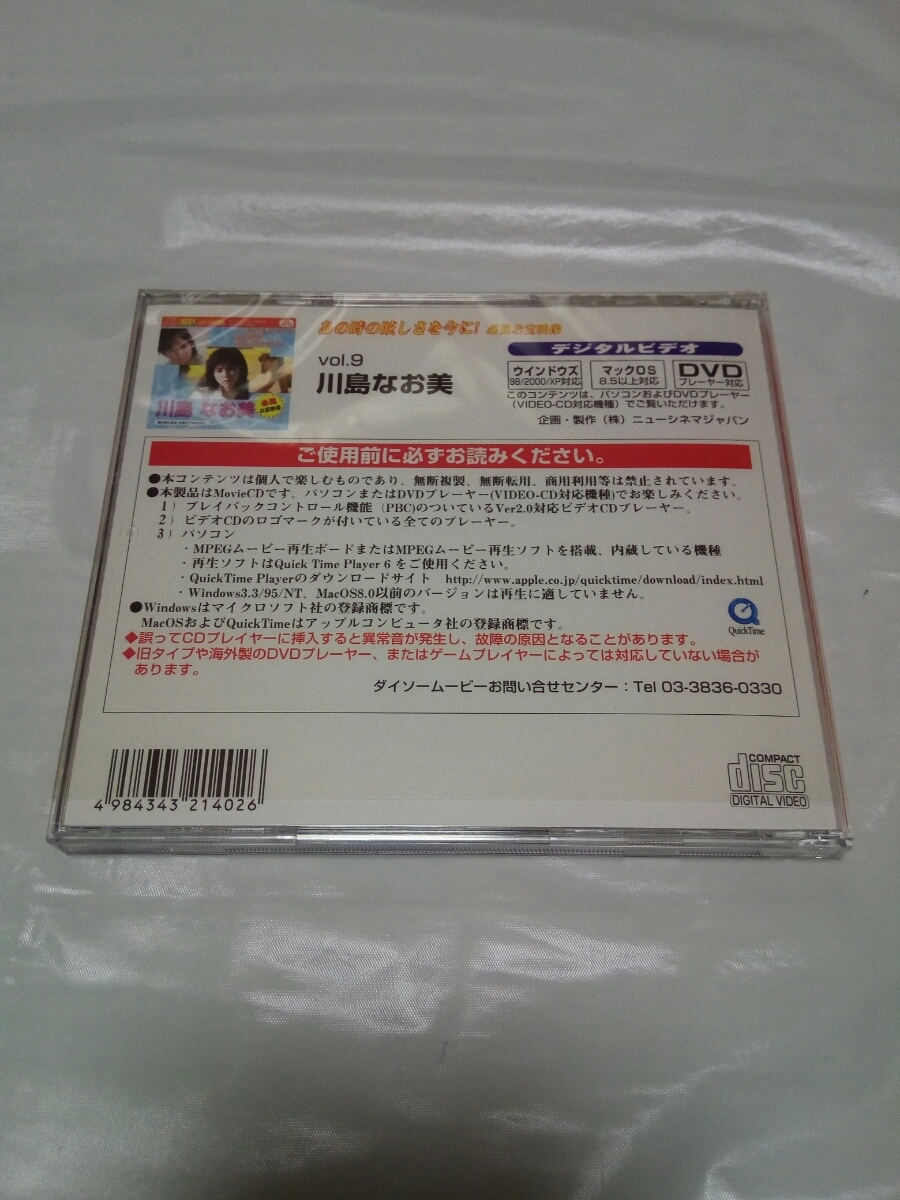 あの時の眩しさを今に! 必見お宝映像
vol.9
川島なお美
川島 なお美
必見
お宝映像
デジタルビデオ
ウインドウズ
98/2000/XP対応
マックOS
8.5以上対応
DVD
プレーヤー対応
このコンテンツは、パソコンおよびDVDプレーヤー
(VIDEO-CD対応機種)でご覧いただけます。
企画・製作(株)ニューシネマジャパン
ご使用前に必ずお読みください。
●本コンテンツは個人で楽しむものであり、無断複製、無断転用、商用利用等は禁止されています。
●本製品はMovieCDです。パソコンまたはDVDプレーヤー(VIDEO-CD対応機種)でお楽しみください。
1)プレイバックコントロール機能(PBC)のついているVer2.0対応ビデオCDプレーヤー。
2)ビデオCDのロゴマークが付いている全てのプレーヤー。
3)パソコン
・MPEGムービー再生ボードまたはMPEGムービー再生ソフトを搭載、内蔵している機種
・再生ソフトはQuick Time Player 6 をご使用ください。
・QuickTime Playerのダウンロードサイト http://www.apple.co.jp/quicktime/download/index.html
・Windows3.3/95/NT、MacOS8.0以前のバージョンは再生に適していません。
●Windowsはマイクロソフト社の登録商標です。
MacOSおよびQuickTimeはアップルコンピュータ社の登録商標です。
QuickTime
◆誤ってCDプレイヤーに挿入すると異常音が発生し、故障の原因となることがあります。
◆旧タイプや海外製のDVDプレーヤー、またはゲームプレイヤーによっては対応していない場合が
あります。
ダイソームービーお問い合せセンター：Tel 03-3836-0330
4 984343 214026
COMPACT
disc
DIGITAL VIDEO